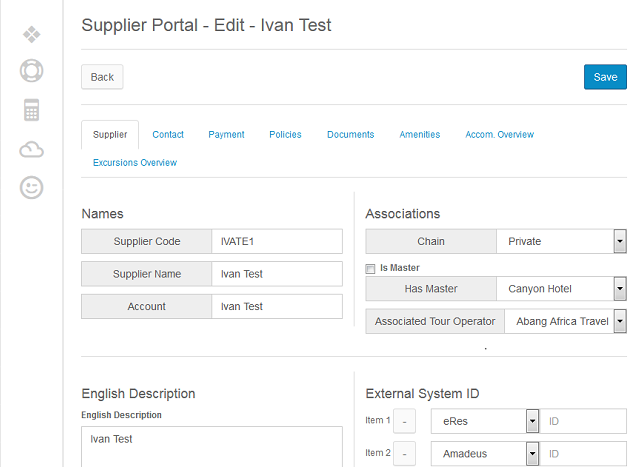 Supplier Portal - Edit - Ivan Test
Back
Save
Supplier Contact Payment Policies Documents Amenities Accom. Overview
Excursions Overview
Names
Supplier Code IVATE1
Supplier Name Ivan Test
Account Ivan Test
Associations
Chain Private
Is Master
Has Master Canyon Hotel
Associated Tour Operator Abang Africa Travel
.
English Description
English Description
Ivan Test
External System ID
Item 1 - eRes ID
Item 2 - Amadeus ID